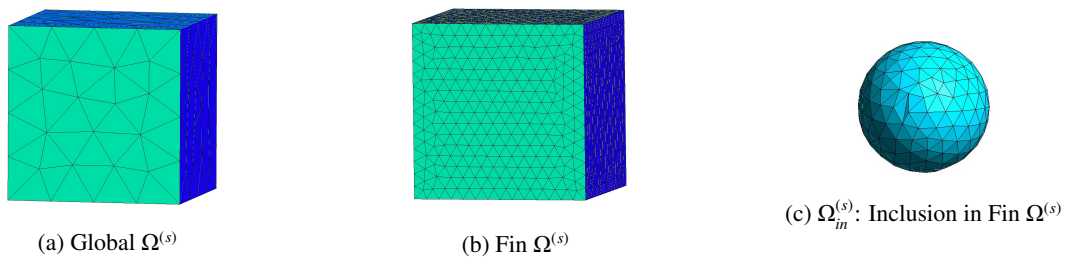 (a) Global Ω^(s)
(b) Fin Ω^(s)
(c) Ω_in^(s): Inclusion in Fin Ω^(s)